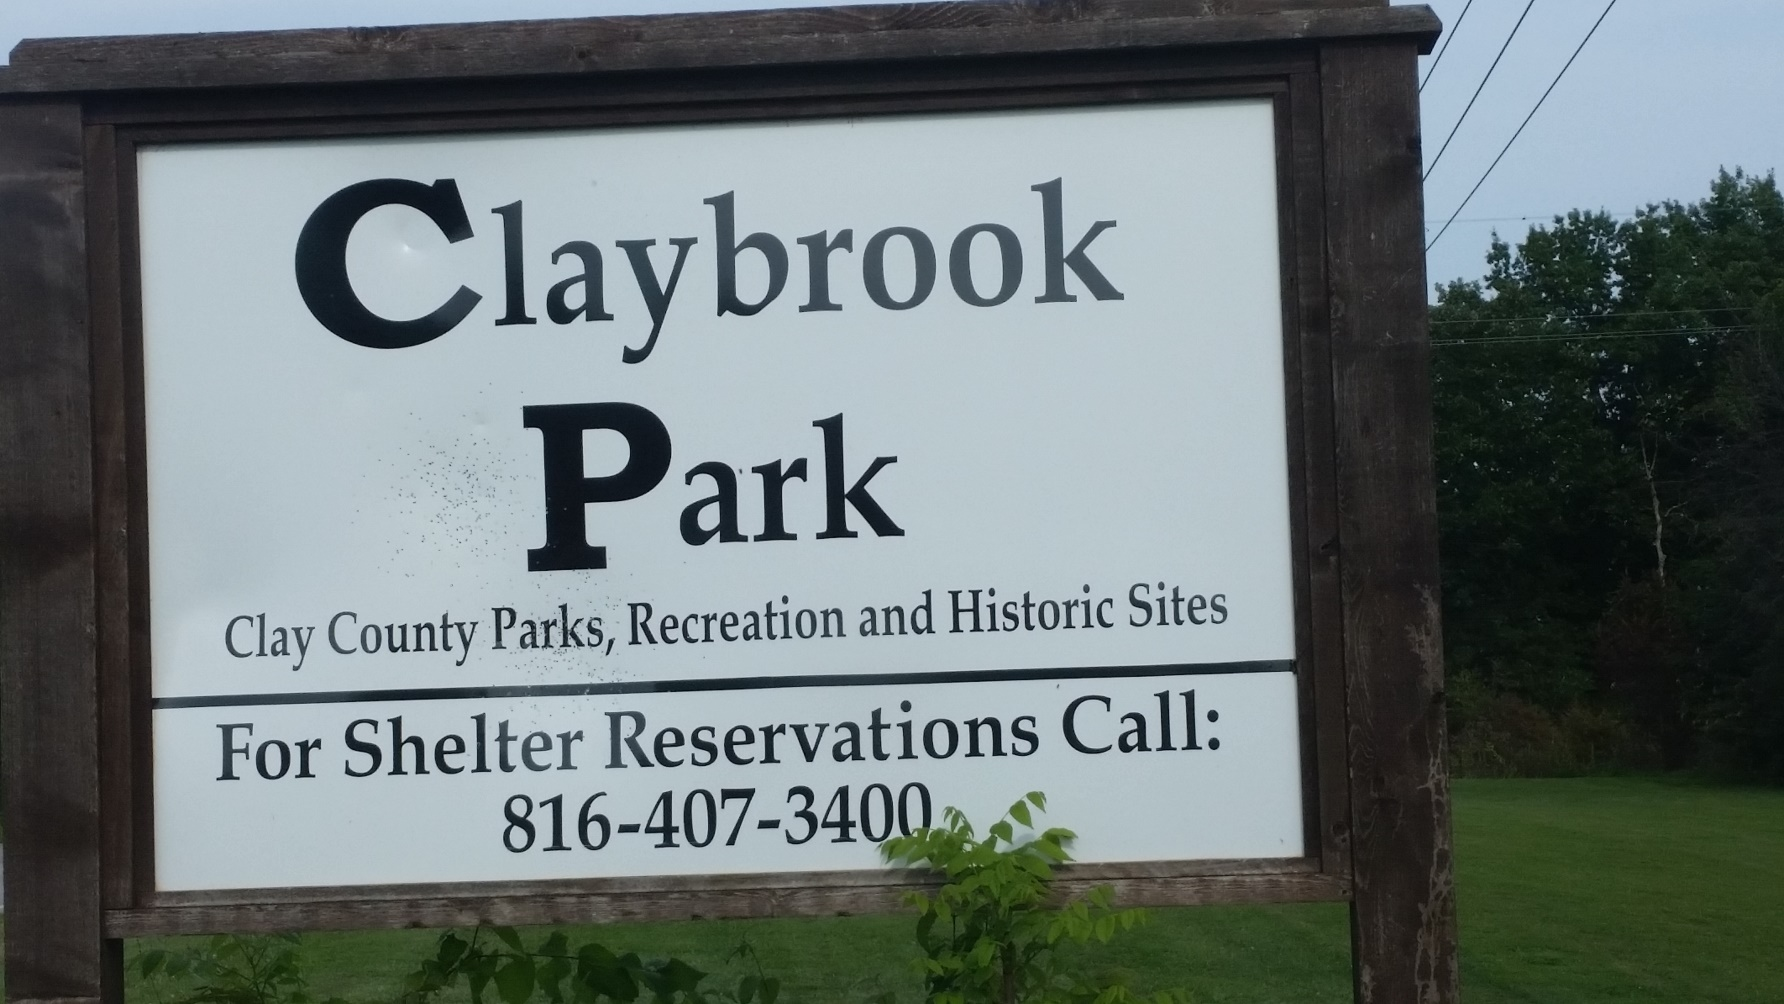 Claybrook
Park
Clay County Parks, Recreation and Historic Sites
For Shelter Reservations Call:
816-407-3400